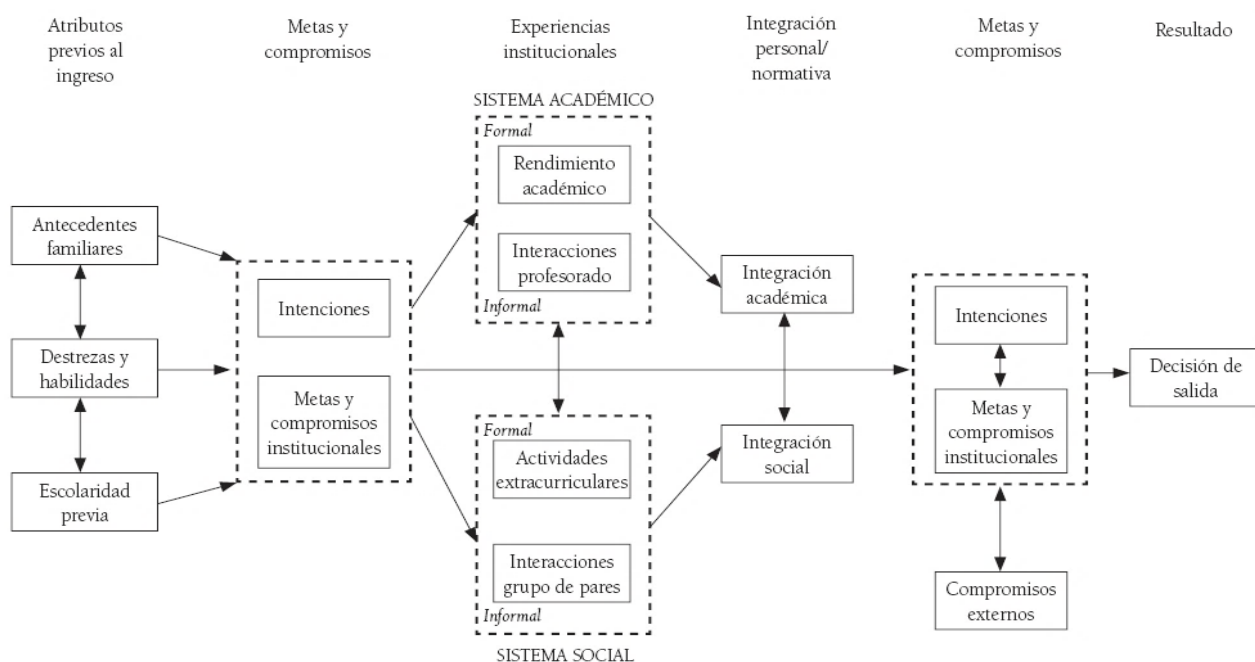 Atributos
previos al
ingreso
Metas y
compromisos
Experiencias
institucionales
Integración
personal/
normativa
Metas y
compromisos
Resultado
SISTEMA ACADÉMICO
Formal
Rendimiento
académico
Interacciones
profesorado
Informal
Antecedentes
familiares
Destrezas y
habilidades
Escolaridad
previa
Intenciones
Metas y
compromisos
institucionales
Formal
Actividades
extracurriculares
Interacciones
grupo de pares
Informal
SISTEMA SOCIAL
Integración
académica
Integración
social
Intenciones
Metas y
compromisos
institucionales
Compromisos
externos
Decisión de
salida